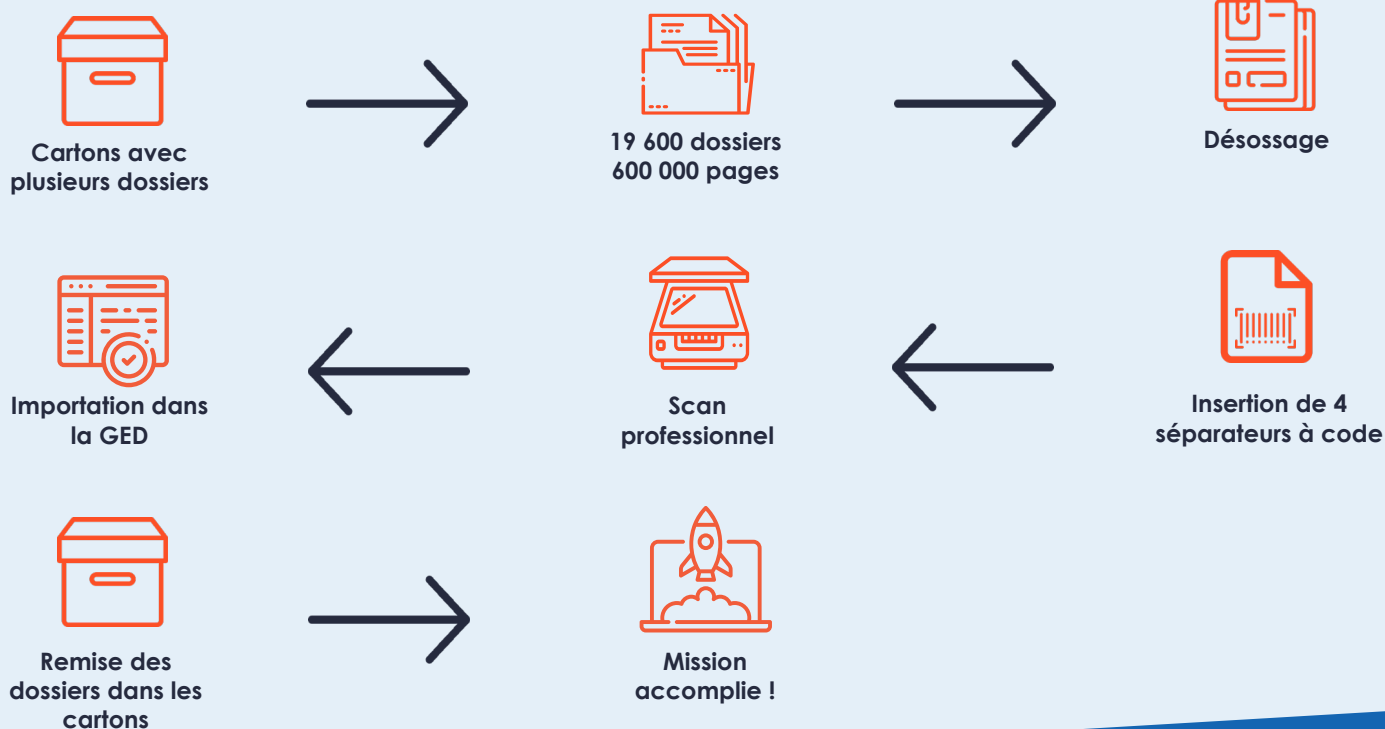 Cartons avec
plusieurs dossiers
19 600 dossiers
600 000 pages
Désossage
Insertion de 4
séparateurs à code
Scan
professionnel
Importation dans
la GED
Remise des
dossiers dans les
cartons
Mission
accomplie !